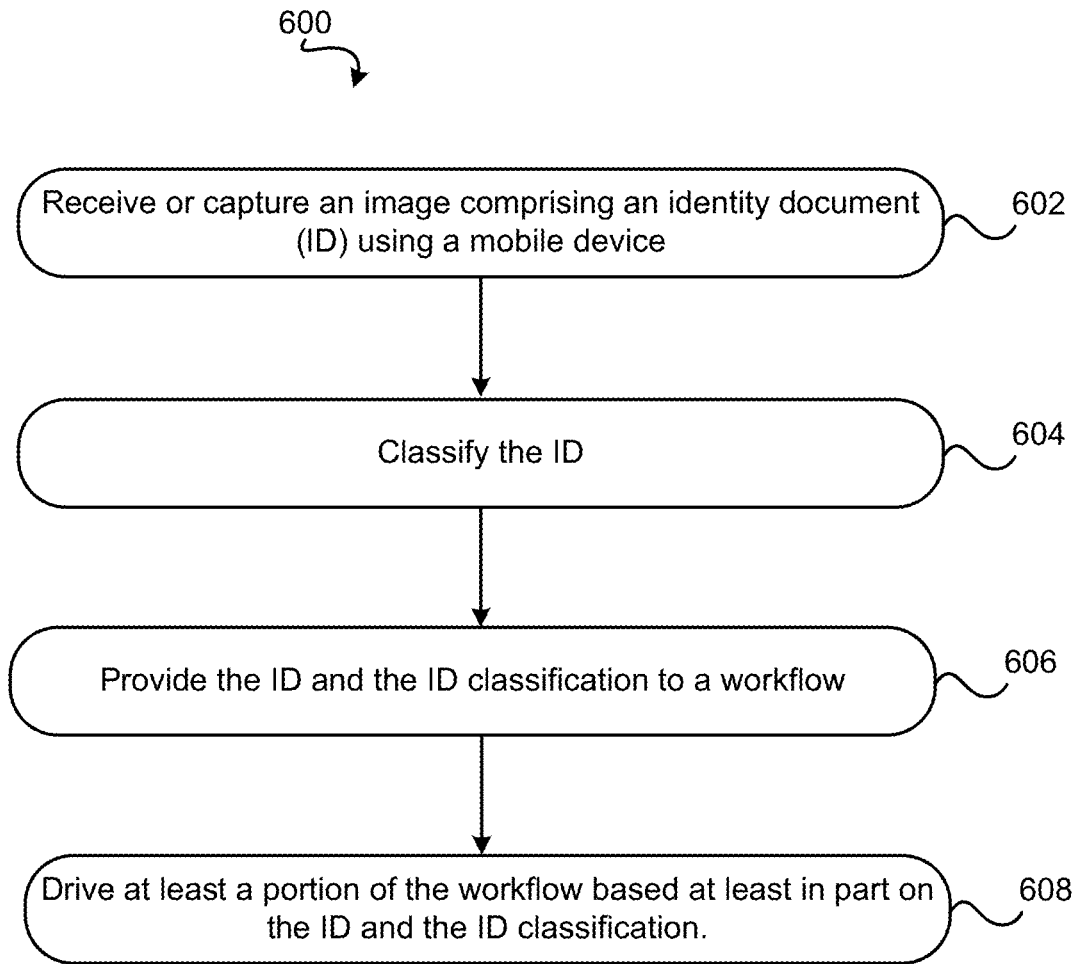 600
Receive or capture an image comprising an identity document
(ID) using a mobile device
602
Classify the ID
604
Provide the ID and the ID classification to a workflow
606
Drive at least a portion of the workflow based at least in part on
the ID and the ID classification.
608